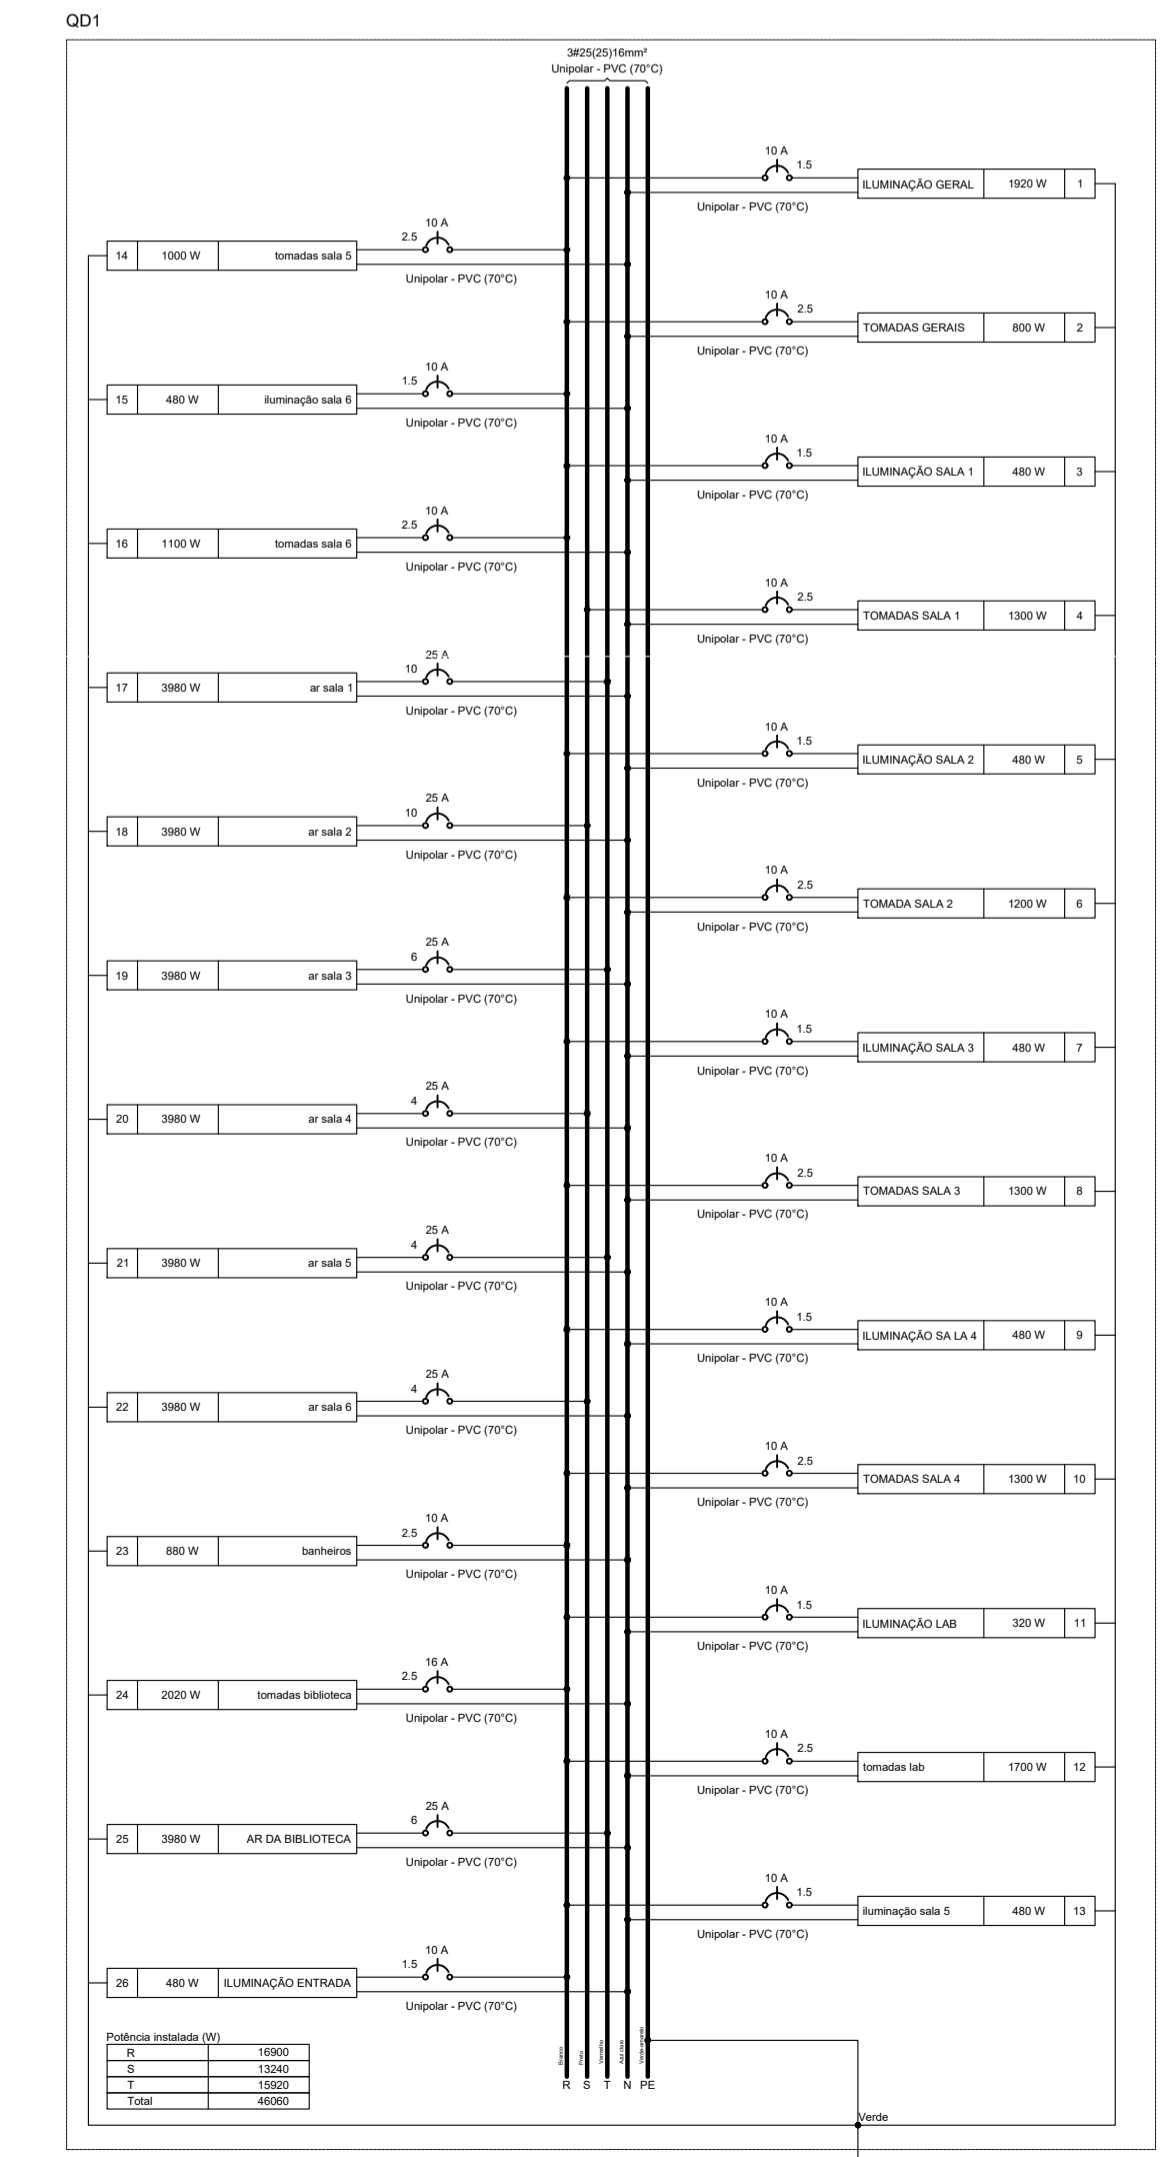 QD1
3#25(25)16mm²
Unipolar - PVC (70°C)
10 A
1.5
ILUMINAÇÃO GERAL 1920 W 1
Unipolar - PVC (70°C)
10 A
2.5
14 1000 W tomadas sala 5
Unipolar - PVC (70°C)
10 A
2.5
TOMADAS GERAIS 800 W 2
Unipolar - PVC (70°C)
10 A
1.5
15 480 W iluminação sala 6
Unipolar - PVC (70°C)
10 A
1.5
ILUMINAÇÃO SALA 1 480 W 3
Unipolar - PVC (70°C)
10 A
2.5
16 1100 W tomadas sala 6
Unipolar - PVC (70°C)
10 A
2.5
TOMADAS SALA 1 1300 W 4
Unipolar - PVC (70°C)
25 A
10
17 3980 W ar sala 1
Unipolar - PVC (70°C)
10 A
1.5
ILUMINAÇÃO SALA 2 480 W 5
Unipolar - PVC (70°C)
25 A
10
18 3980 W ar sala 2
Unipolar - PVC (70°C)
10 A
2.5
TOMADA SALA 2 1200 W 6
Unipolar - PVC (70°C)
25 A
6
19 3980 W ar sala 3
Unipolar - PVC (70°C)
10 A
1.5
ILUMINAÇÃO SALA 3 480 W 7
Unipolar - PVC (70°C)
25 A
4
20 3980 W ar sala 4
Unipolar - PVC (70°C)
10 A
2.5
TOMADAS SALA 3 1300 W 8
Unipolar - PVC (70°C)
25 A
4
21 3980 W ar sala 5
Unipolar - PVC (70°C)
10 A
1.5
ILUMINAÇÃO SA LA 4 480 W 9
Unipolar - PVC (70°C)
25 A
4
22 3980 W ar sala 6
Unipolar - PVC (70°C)
10 A
2.5
TOMADAS SALA 4 1300 W 10
Unipolar - PVC (70°C)
10 A
2.5
23 880 W banheiros
Unipolar - PVC (70°C)
10 A
1.5
ILUMINAÇÃO LAB 320 W 11
Unipolar - PVC (70°C)
16 A
2.5
24 2020 W tomadas biblioteca
Unipolar - PVC (70°C)
10 A
2.5
tomadas lab 1700 W 12
Unipolar - PVC (70°C)
25 A
6
25 3980 W AR DA BIBLIOTECA
Unipolar - PVC (70°C)
10 A
1.5
iluminação sala 5 480 W 13
Unipolar - PVC (70°C)
10 A
1.5
26 480 W ILUMINAÇÃO ENTRADA
Unipolar - PVC (70°C)
Potência instalada (W)
R 16900
S 13240
T 15920
Total 46060
Branco
Preto
Vermelho
Azul claro
Verde-amarelo
R S T N PE
Verde